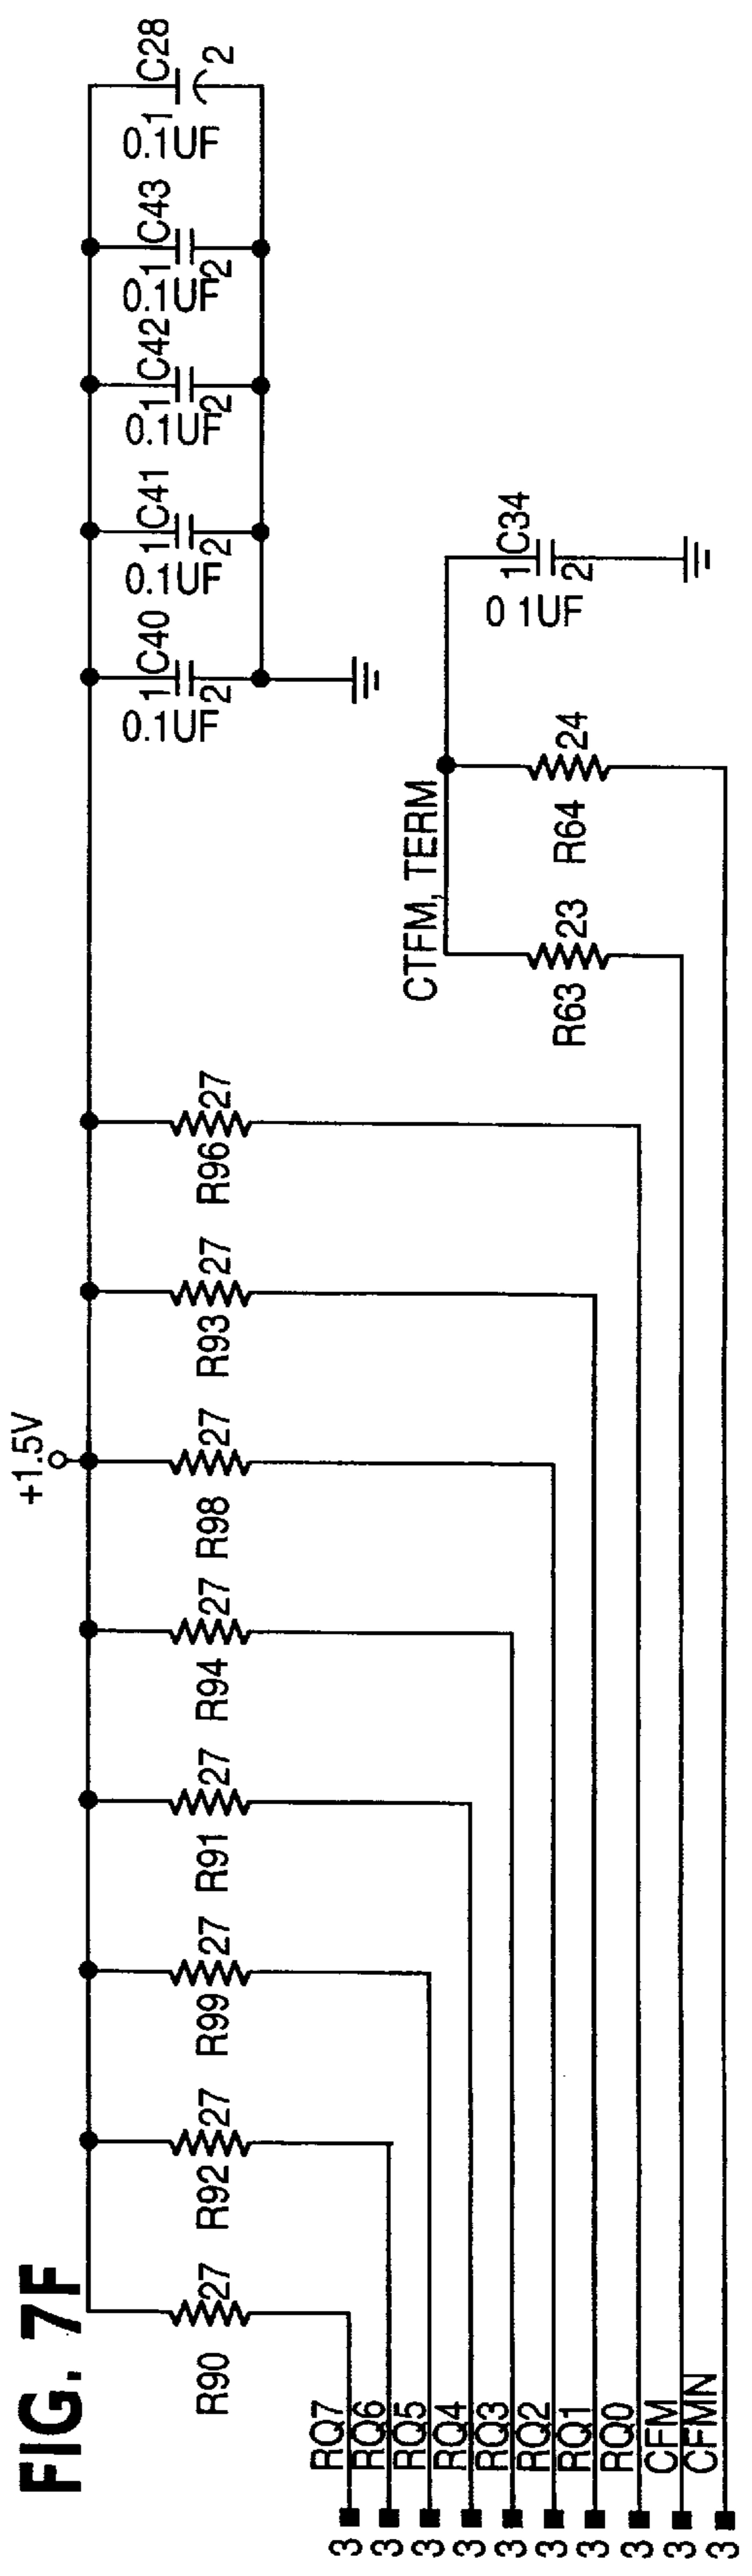 FIG. 7F
+1.5V
R90 27
R92 27
R99 27
R91 27
R94 27
R98 27
R93 27
R96 27
1 C40
2
0.1UF
1 C41
2
0.1UF
1 C42
2
0.1UF
1 C43
2
0.1UF
1 C28
2
0.1UF
CTFM, TERM
R63 23
R64 24
1 C34
2
0 1UF
3 RQ7
3 RQ6
3 RQ5
3 RQ4
3 RQ3
3 RQ2
3 RQ1
3 RQ0
3 CFM
3 CFMN